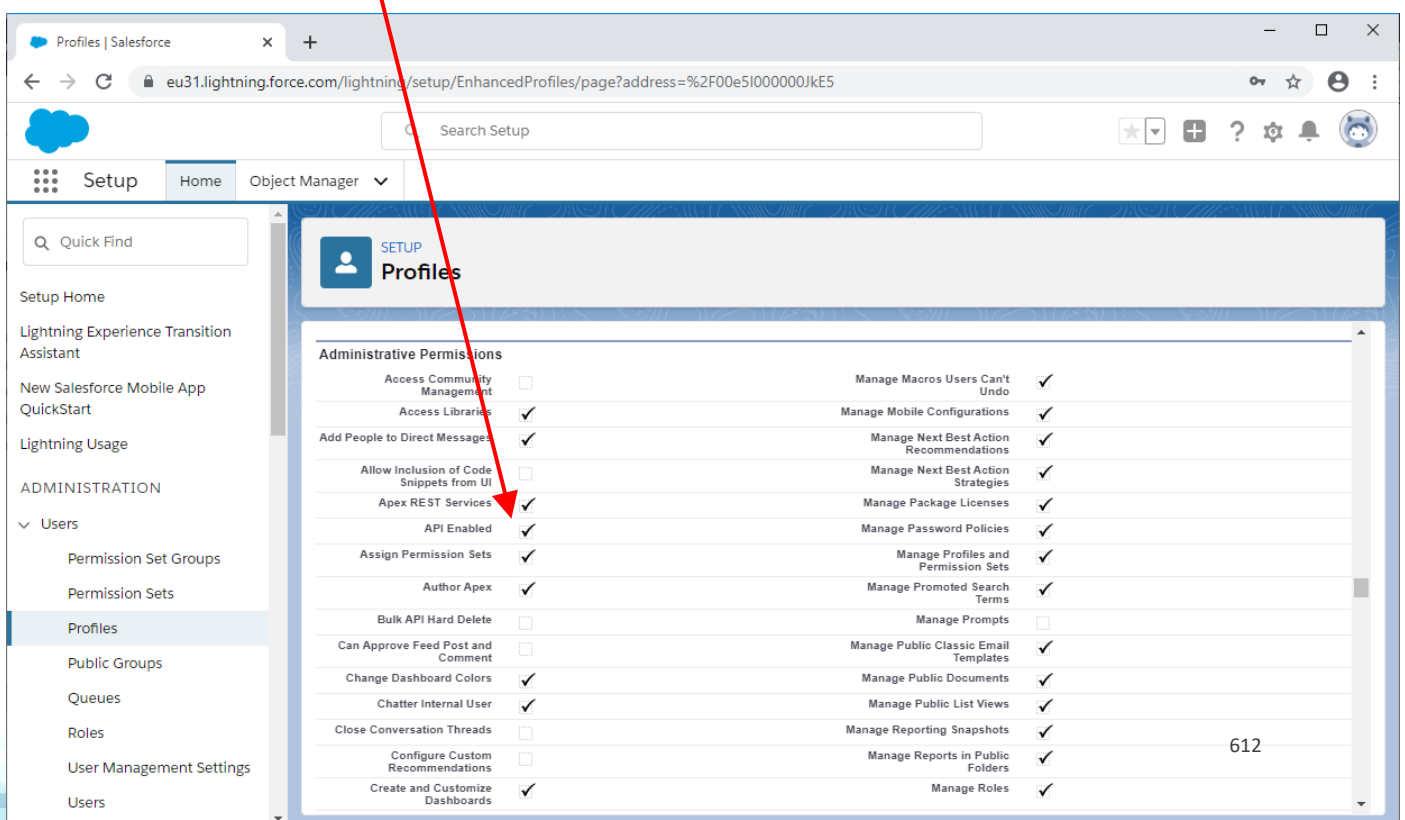 Profiles | Salesforce
eu31.lightning.force.com/lightning/setup/EnhancedProfiles/page?address=%2F00e5I000000JkE5
Search Setup
Setup
Home
Object Manager
Quick Find
Setup Home
Lightning Experience Transition
Assistant
New Salesforce Mobile App
QuickStart
Lightning Usage
ADMINISTRATION
Users
Permission Set Groups
Permission Sets
Profiles
Public Groups
Queues
Roles
User Management Settings
Users
SETUP
Profiles
Administrative Permissions
Access Community
Management
Access Libraries
Add People to Direct Messages
Allow Inclusion of Code
Snippets from UI
Apex REST Services
API Enabled
Assign Permission Sets
Author Apex
Bulk API Hard Delete
Can Approve Feed Post and
Comment
Change Dashboard Colors
Chatter Internal User
Close Conversation Threads
Configure Custom
Recommendations
Create and Customize
Dashboards
Manage Macros Users Can't
Undo
Manage Mobile Configurations
Manage Next Best Action
Recommendations
Manage Next Best Action
Strategies
Manage Package Licenses
Manage Password Policies
Manage Profiles and
Permission Sets
Manage Promoted Search
Terms
Manage Prompts
Manage Public Classic Email
Templates
Manage Public Documents
Manage Public List Views
Manage Reporting Snapshots
Manage Reports in Public
Folders
Manage Roles
612